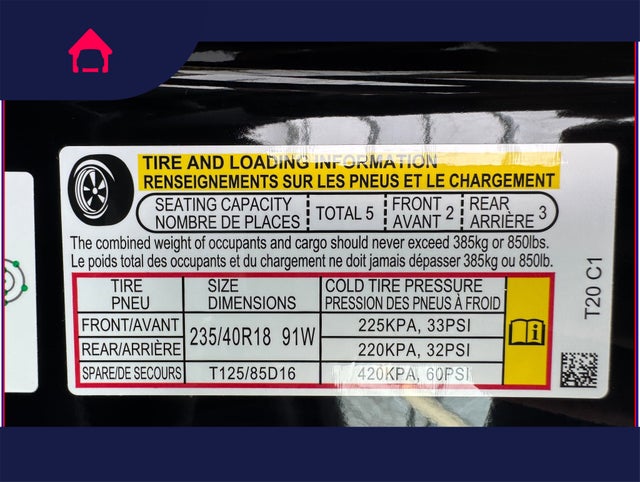 TIRE AND LOADING INFORMATION
RENSEIGNEMENTS SUR LES PNEUS ET LE CHARGEMENT
SEATING CAPACITY TOTAL 5 FRONT 2 REAR 3
NOMBRE DE PLACES AVANT ARRIÈRE
The combined weight of occupants and cargo should never exceed 385kg or 850lbs.
Le poids total des occupants et du chargement ne doit jamais dépasser 385kg ou 850lb.
TIRE SIZE COLD TIRE PRESSURE
PNEU DIMENSIONS PRESSION DES PNEUS À FROID
FRONT/AVANT 235/40R18 91W 225KPA, 33PSI
REAR/ARRIÈRE 220KPA, 32PSI
SPARE/DE SECOURS T125/85D16 420KPA, 60PSI
T20 C1